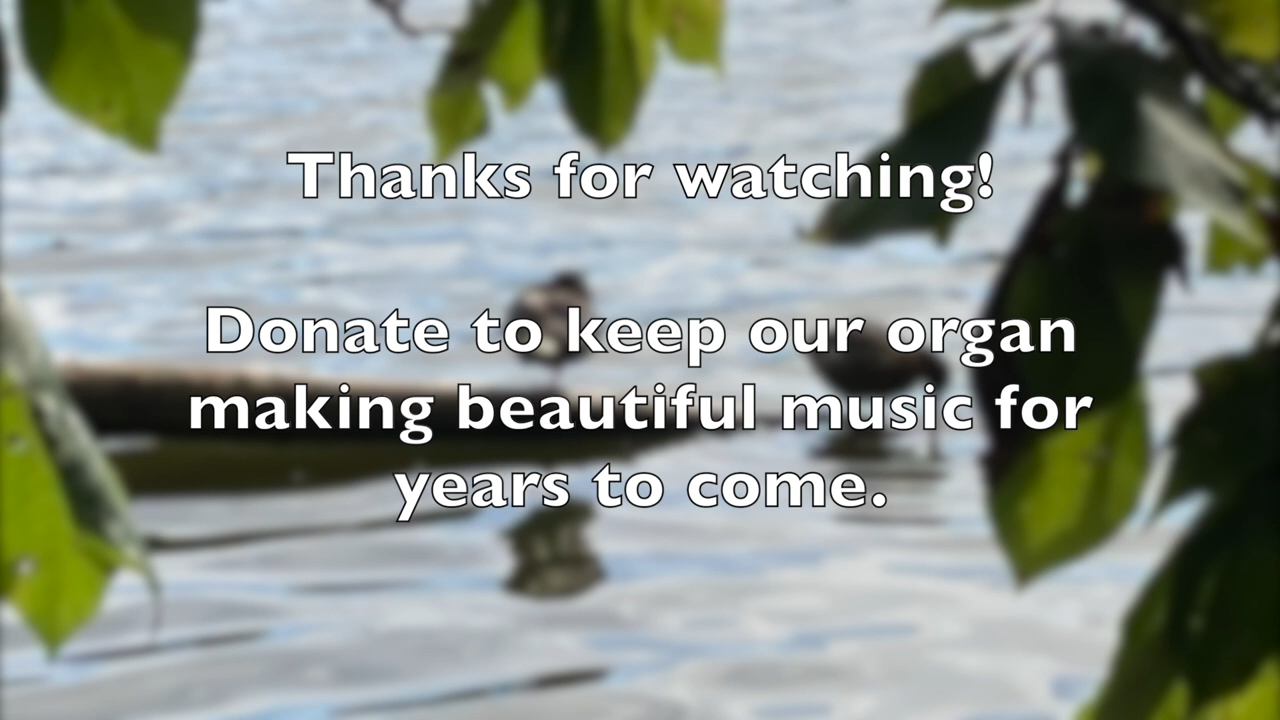 Thanks for watching!
Donate to keep our organ
making beautiful music for
years to come.